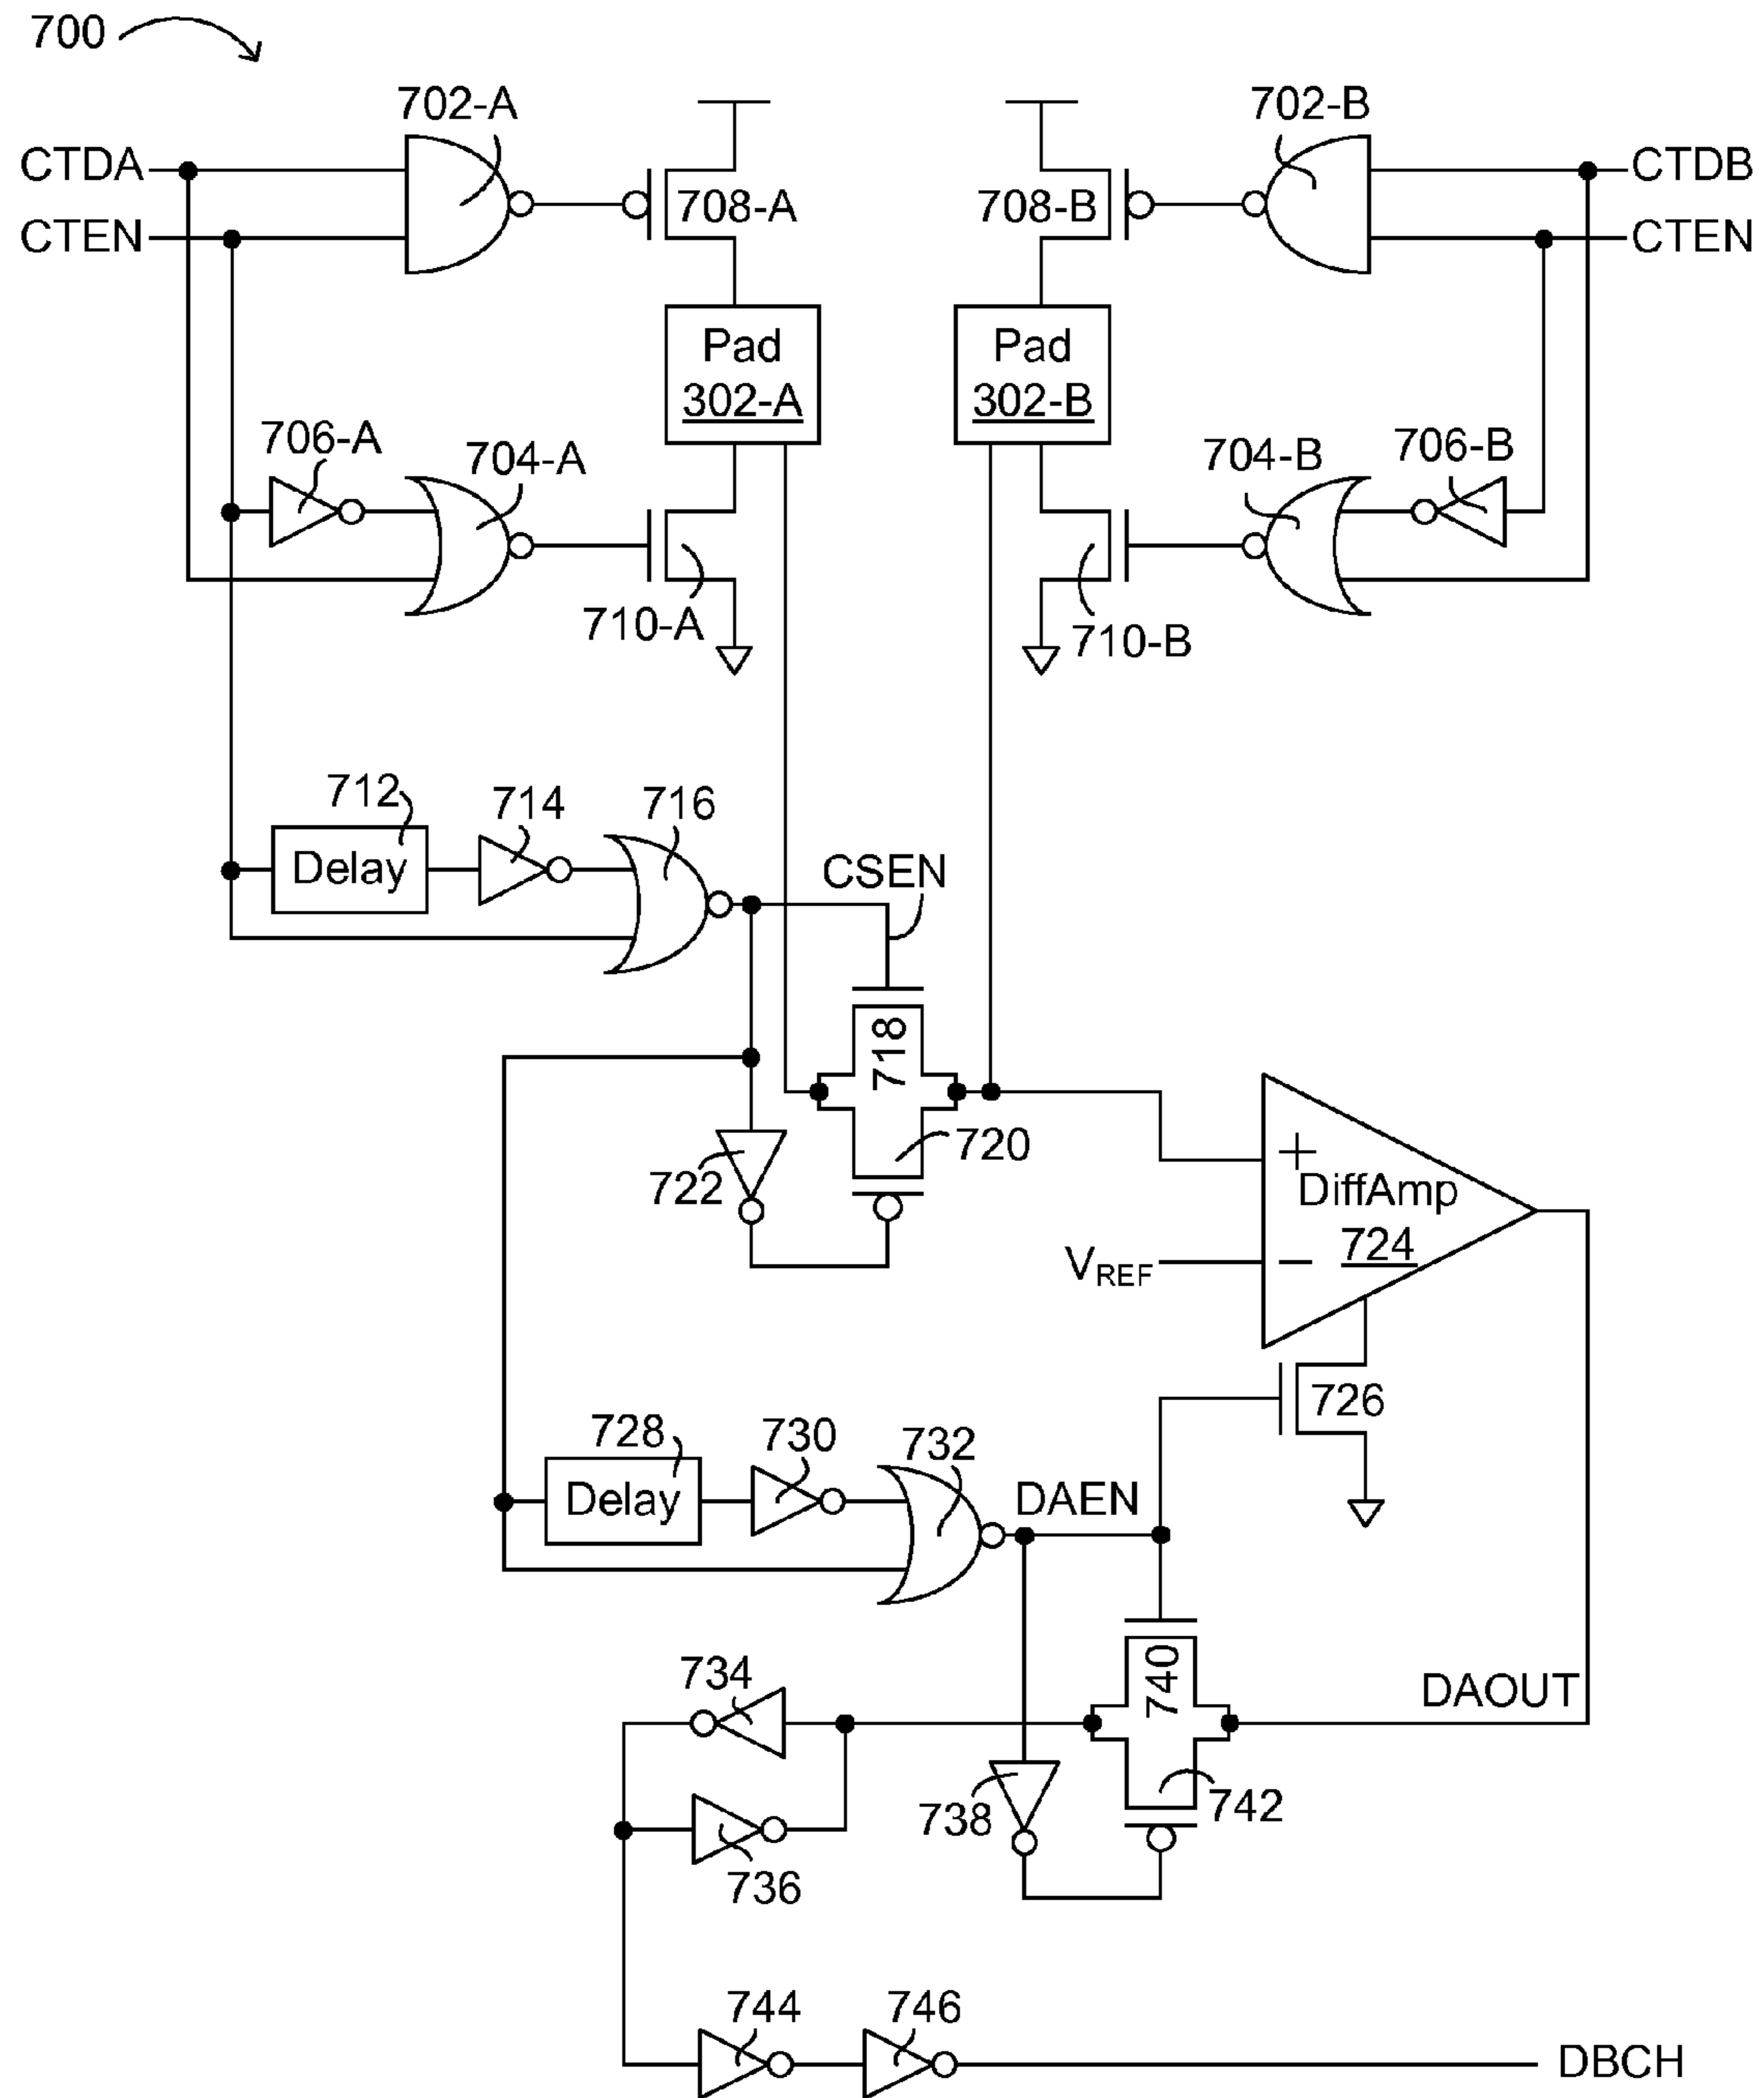 700
702-A
702-B
CTDA
CTDB
708-A
708-B
CTEN
CTEN
Pad
302-A
Pad
302-B
706-A
704-A
704-B
706-B
710-A
710-B
712
714
716
Delay
CSEN
718
720
722
+
DiffAmp
724
VREF
−
726
728
730
732
Delay
DAEN
734
740
DAOUT
738
742
736
744
746
DBCH